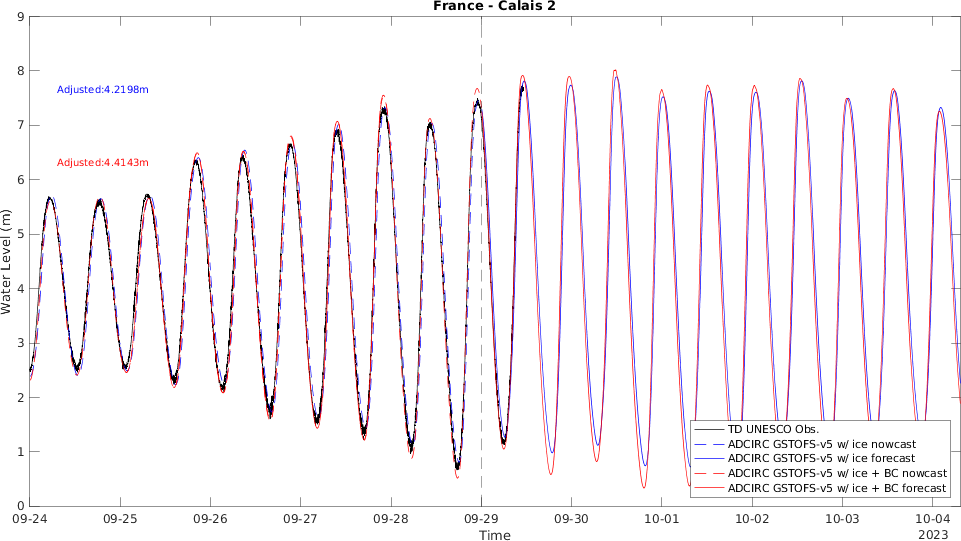 France - Calais 2
9
8
7
6
5
4
3
2
1
0
Water Level (m)
Adjusted:4.2198m
Adjusted:4.4143m
TD UNESCO Obs.
ADCIRC GSTOFS-v5 w/ ice nowcast
ADCIRC GSTOFS-v5 w/ ice forecast
ADCIRC GSTOFS-v5 w/ ice + BC nowcast
ADCIRC GSTOFS-v5 w/ ice + BC forecast
09-24 09-25 09-26 09-27 09-28 09-29 09-30 10-01 10-02 10-03 10-04
Time
2023